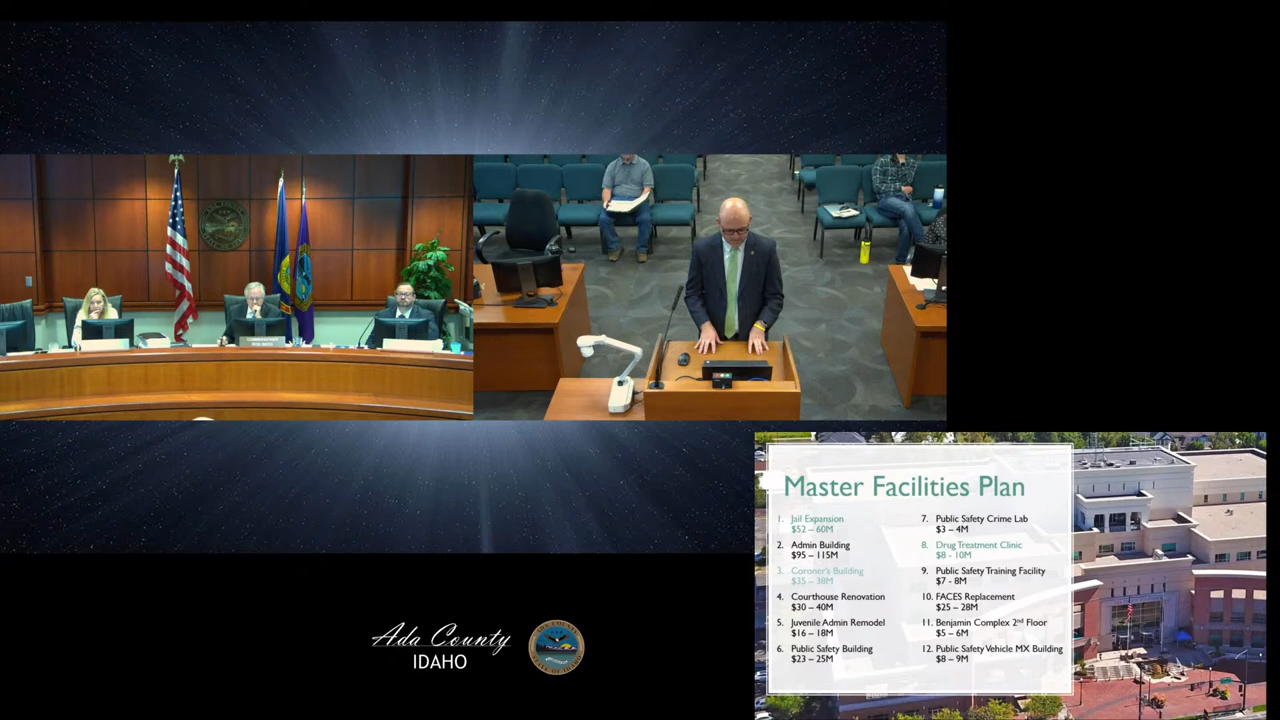 Master Facilities Plan
1. Jail Expansion
$52 – 60M
2. Admin Building
$95 – 115M
3. Coroner's Building
$35 – 38M
4. Courthouse Renovation
$30 – 40M
5. Juvenile Admin Remodel
$16 – 18M
6. Public Safety Building
$23 – 25M
7. Public Safety Crime Lab
$3 – 4M
8. Drug Treatment Clinic
$8 - 10M
9. Public Safety Training Facility
$7 - 8M
10. FACES Replacement
$25 – 28M
11. Benjamin Complex 2nd Floor
$5 – 6M
12. Public Safety Vehicle MX Building
$8 – 9M
Ada County
IDAHO